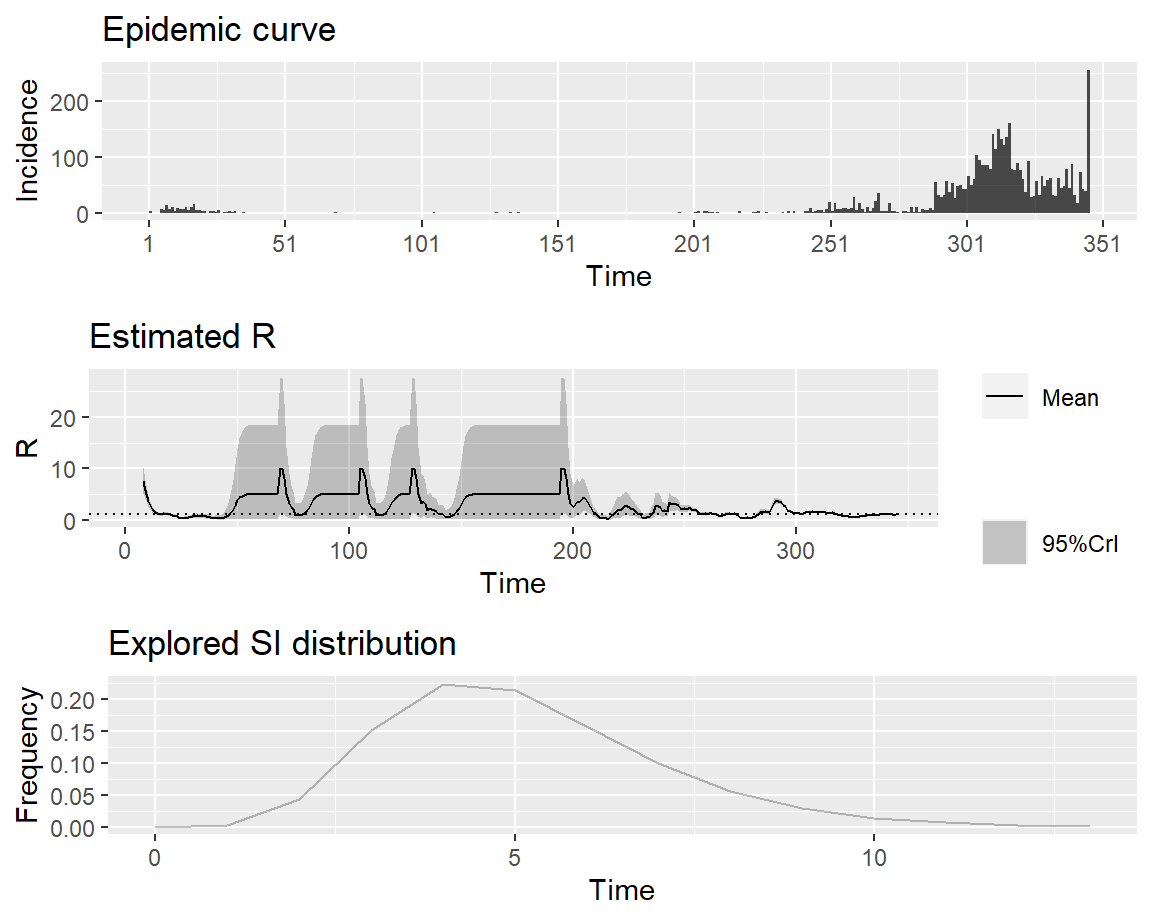 Epidemic curve
Incidence
200
100
0
1 51 101 151 201 251 301 351
Time
Estimated R
R
20
10
0
0 100 200 300
Time
Mean
95%CrI
Explored SI distribution
Frequency
0.20
0.15
0.10
0.05
0.00
0 5 10
Time